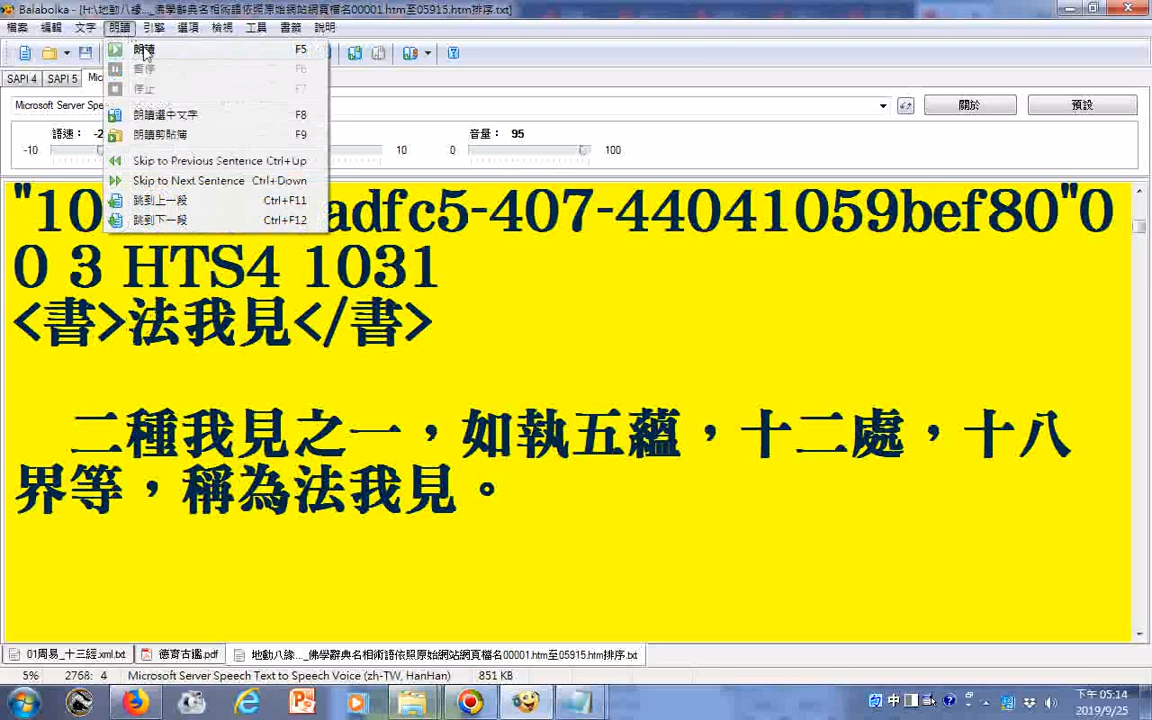 Balabolka - [H:\地動八緣..._佛學辭典名相術語依照原始網站網頁檔名00001.htm至05915.htm排序.txt]
檔案 編輯 文字 朗讀 引擎 選項 檢視 工具 書籤 說明
朗讀 F5
暫停 F6
停止 F7
朗讀選中文字 F8
朗讀剪貼簿 F9
Skip to Previous Sentence Ctrl+Up
Skip to Next Sentence Ctrl+Down
跳到上一段 Ctrl+F11
跳到下一段 Ctrl+F12
SAPI 4 SAPI 5 Mic
Microsoft Server Spe 關於 預設
語速： -2 音量： 95
-10 10 0 100
"10 adfc5-407-44041059bef80"0
0 3 HTS4 1031
<書>法我見</書>
二種我見之一，如執五蘊，十二處，十八
界等，稱為法我見。
01周易_十三經.xml.txt 德育古鑑.pdf 地動八緣..._佛學辭典名相術語依照原始網站網頁檔名00001.htm至05915.htm排序.txt
5% 2768: 4 Microsoft Server Speech Text to Speech Voice (zh-TW, HanHan) 851 KB
中
下午 05:14
2019/9/25